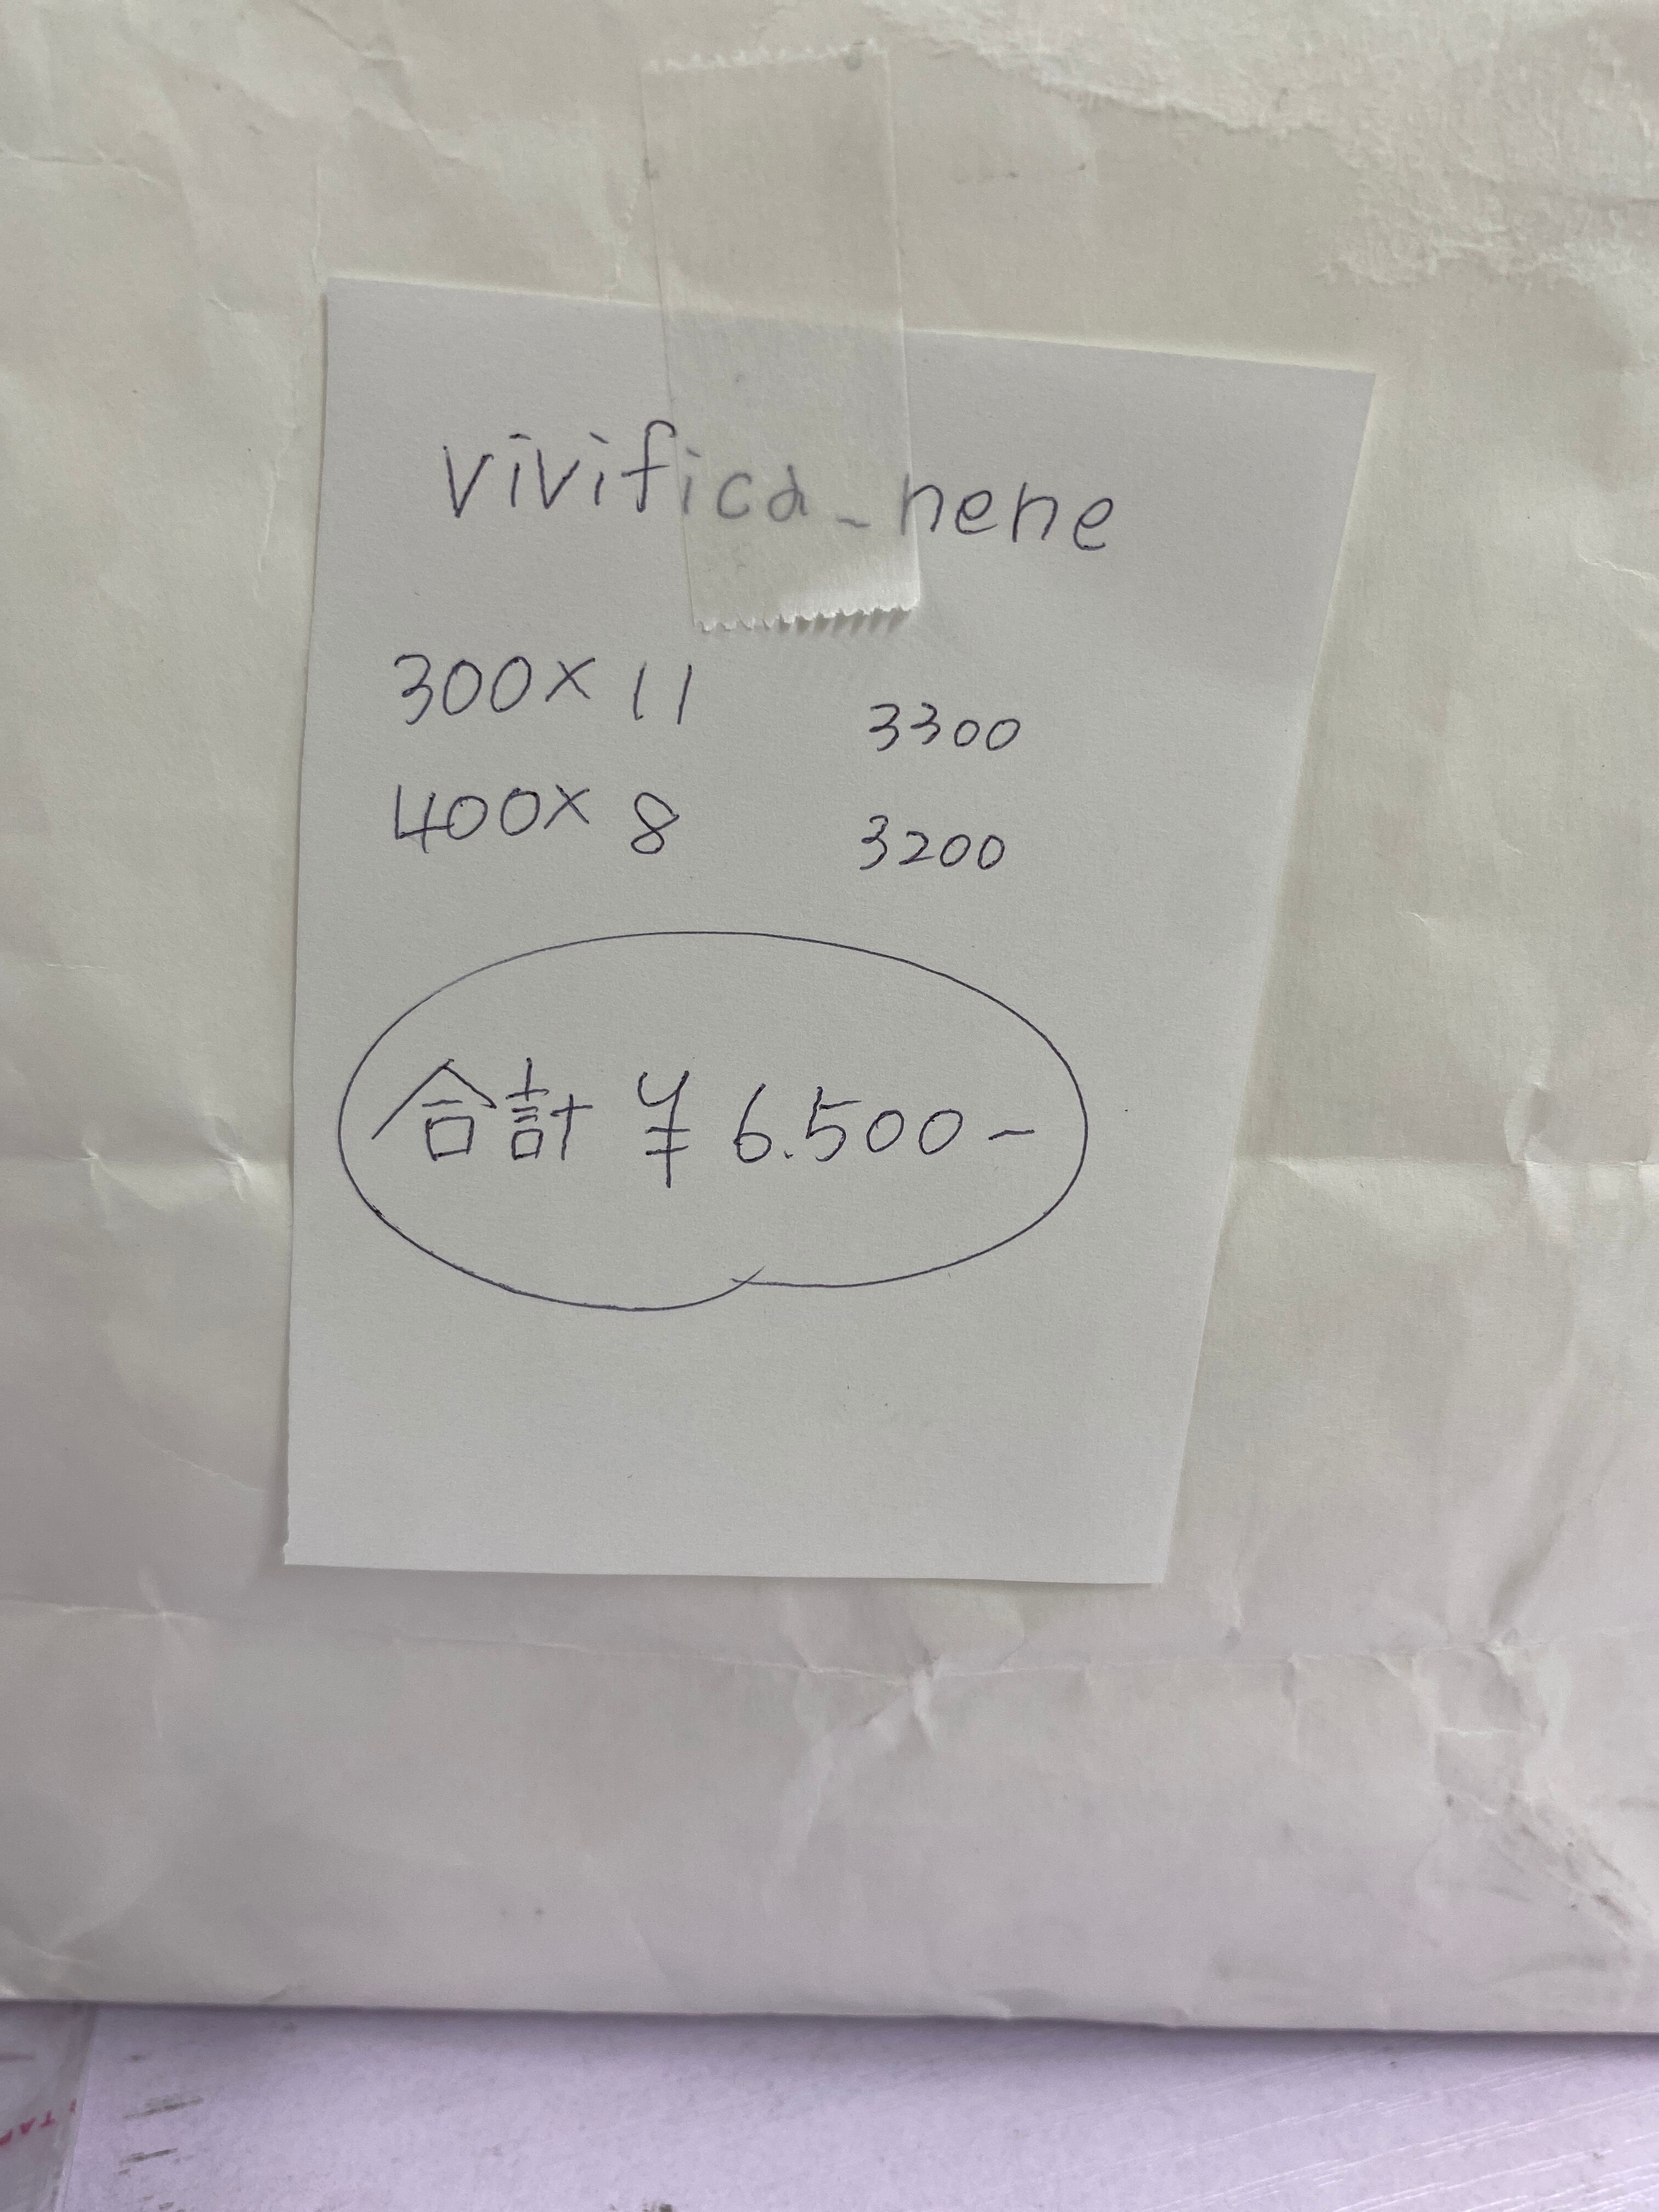 vivifica_nene
300× 11 3300
400× 8 3200
合計 ¥ 6.500-